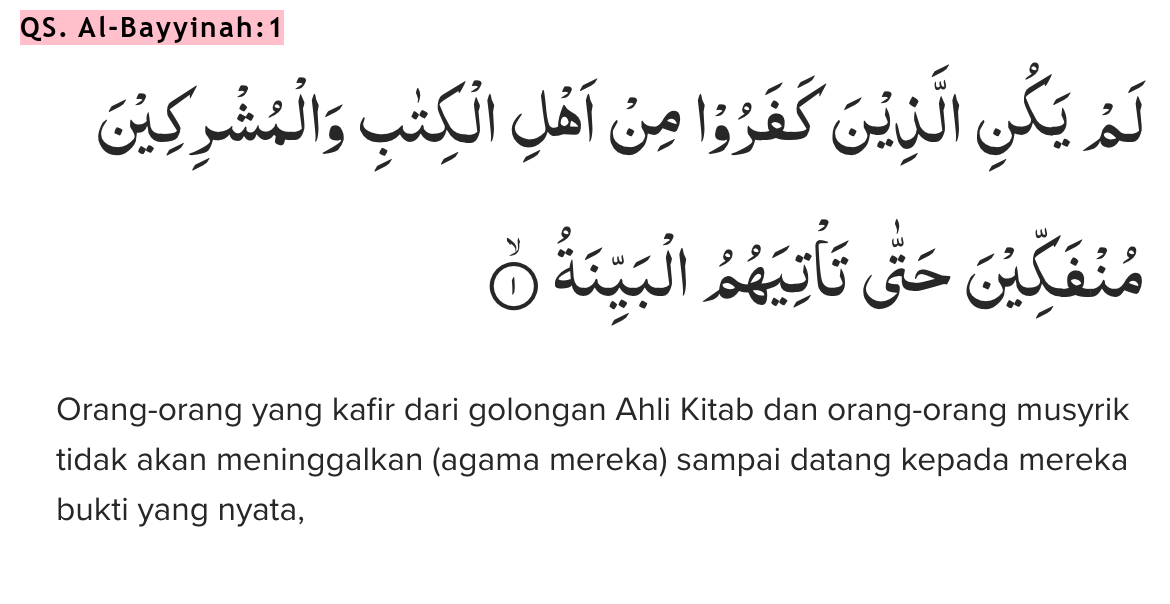 QS. Al-Bayyinah:1
لَمْ يَكُنِ الَّذِيْنَ كَفَرُوْا مِنْ اَهْلِ الْكِتٰبِ وَالْمُشْرِكِيْنَ
مُنْفَكِّيْنَ حَتّٰى تَأْتِيَهُمُ الْبَيِّنَةُ ۙ ١
Orang-orang yang kafir dari golongan Ahli Kitab dan orang-orang musyrik
tidak akan meninggalkan (agama mereka) sampai datang kepada mereka
bukti yang nyata,